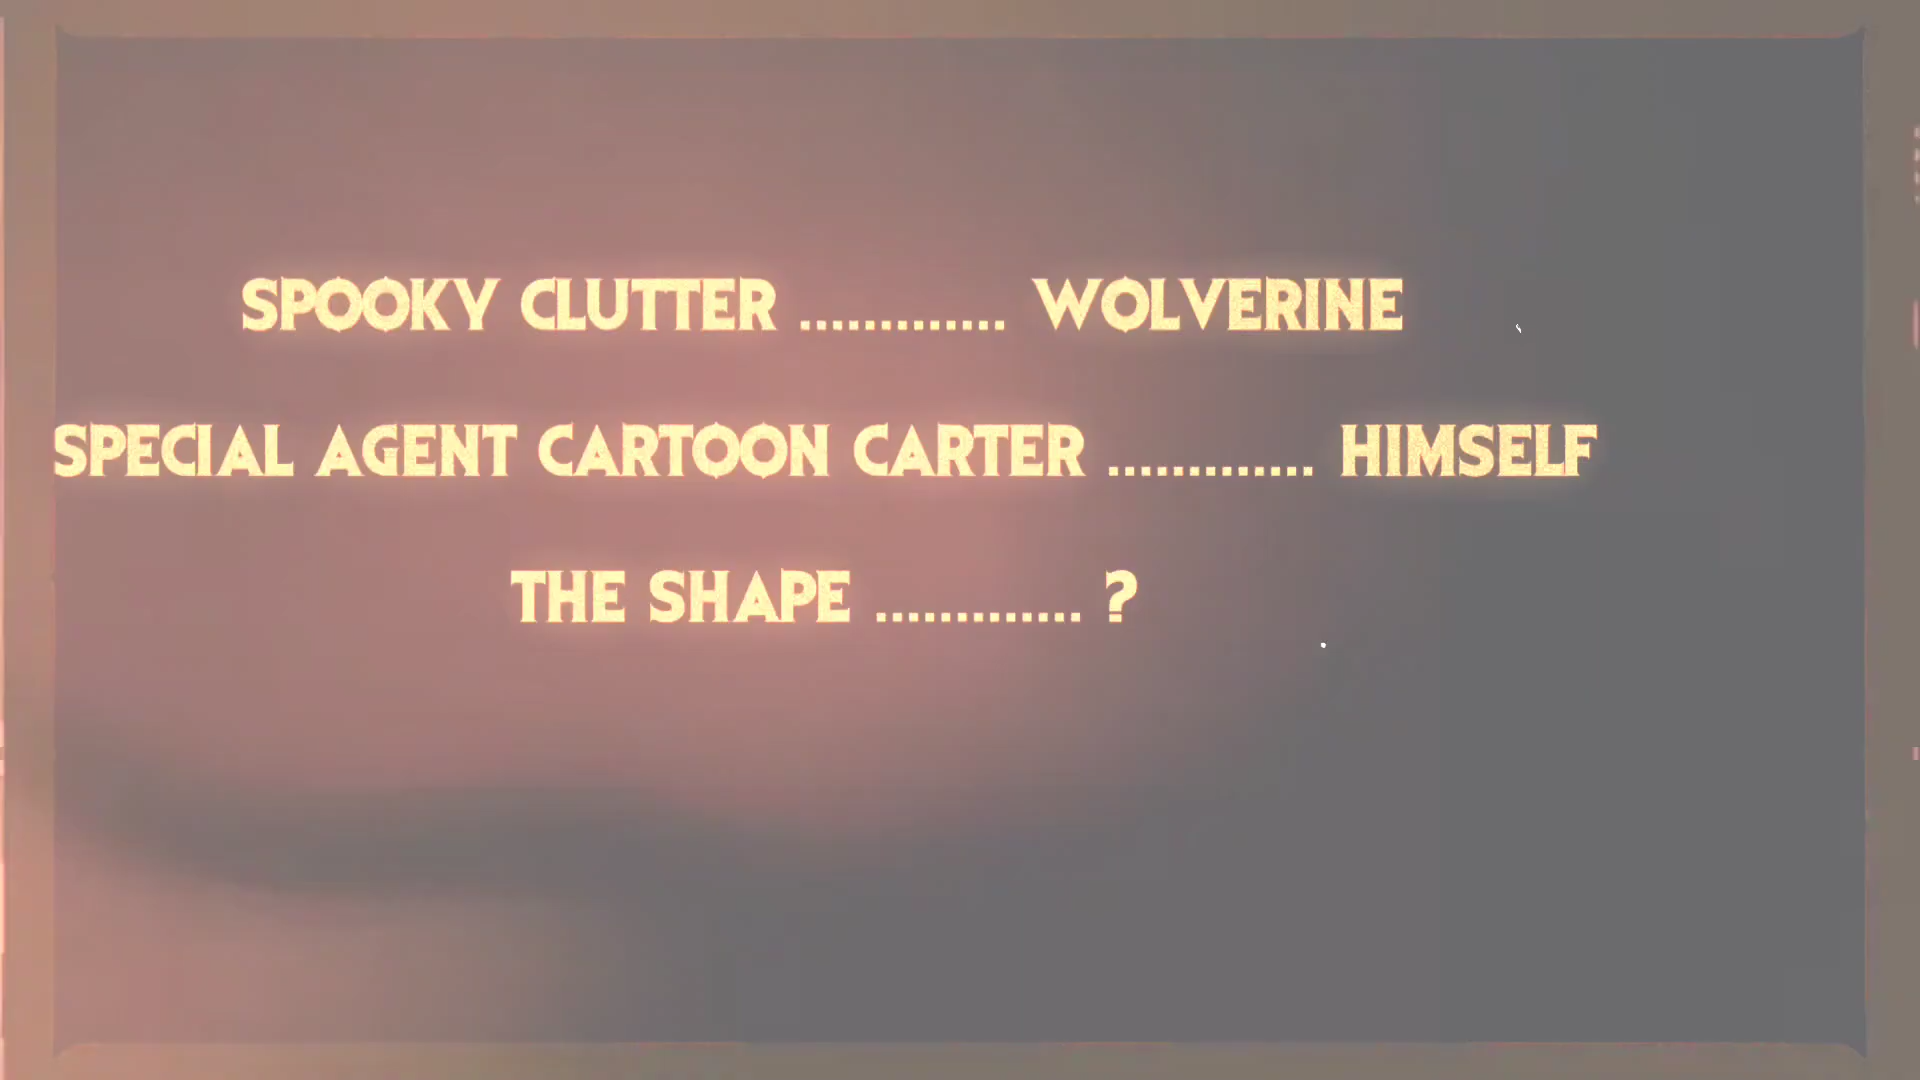 SPOOKY CLUTTER ............. WOLVERINE
SPECIAL AGENT CARTOON CARTER ............. HIMSELF
THE SHAPE ............. ?